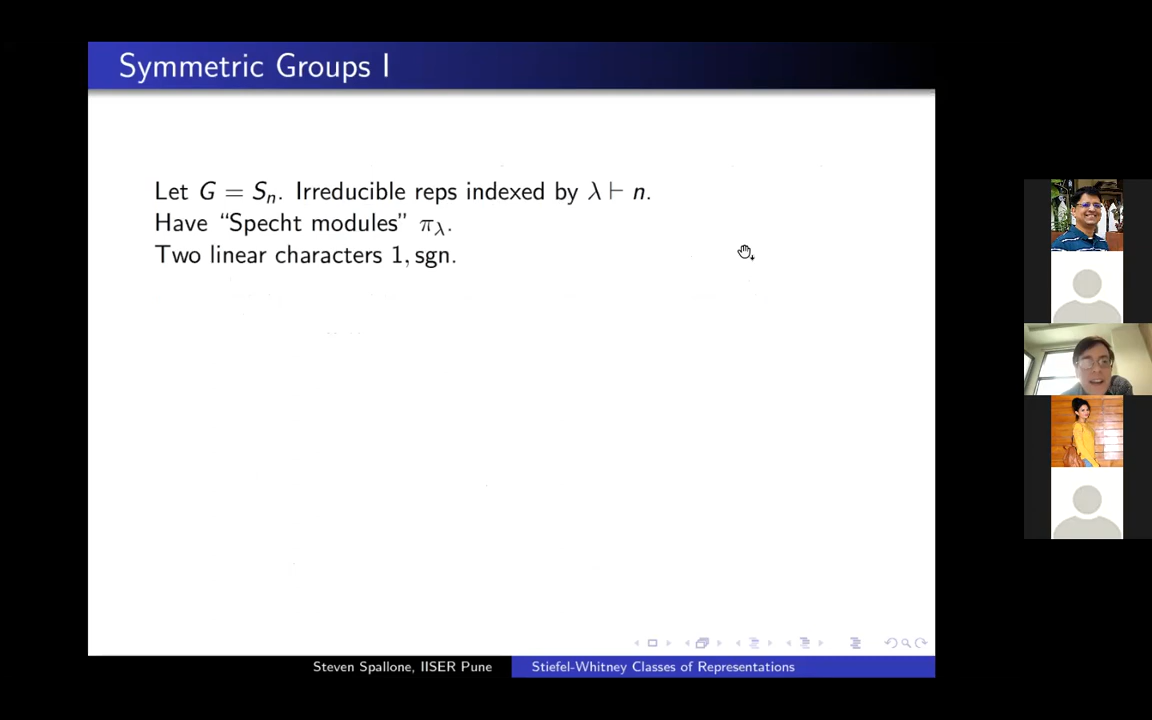 Symmetric Groups I
Let G = Sₙ. Irreducible reps indexed by λ ⊢ n.
Have “Specht modules” π_λ.
Two linear characters 1, sgn.
Steven Spallone, IISER Pune
Stiefel-Whitney Classes of Representations